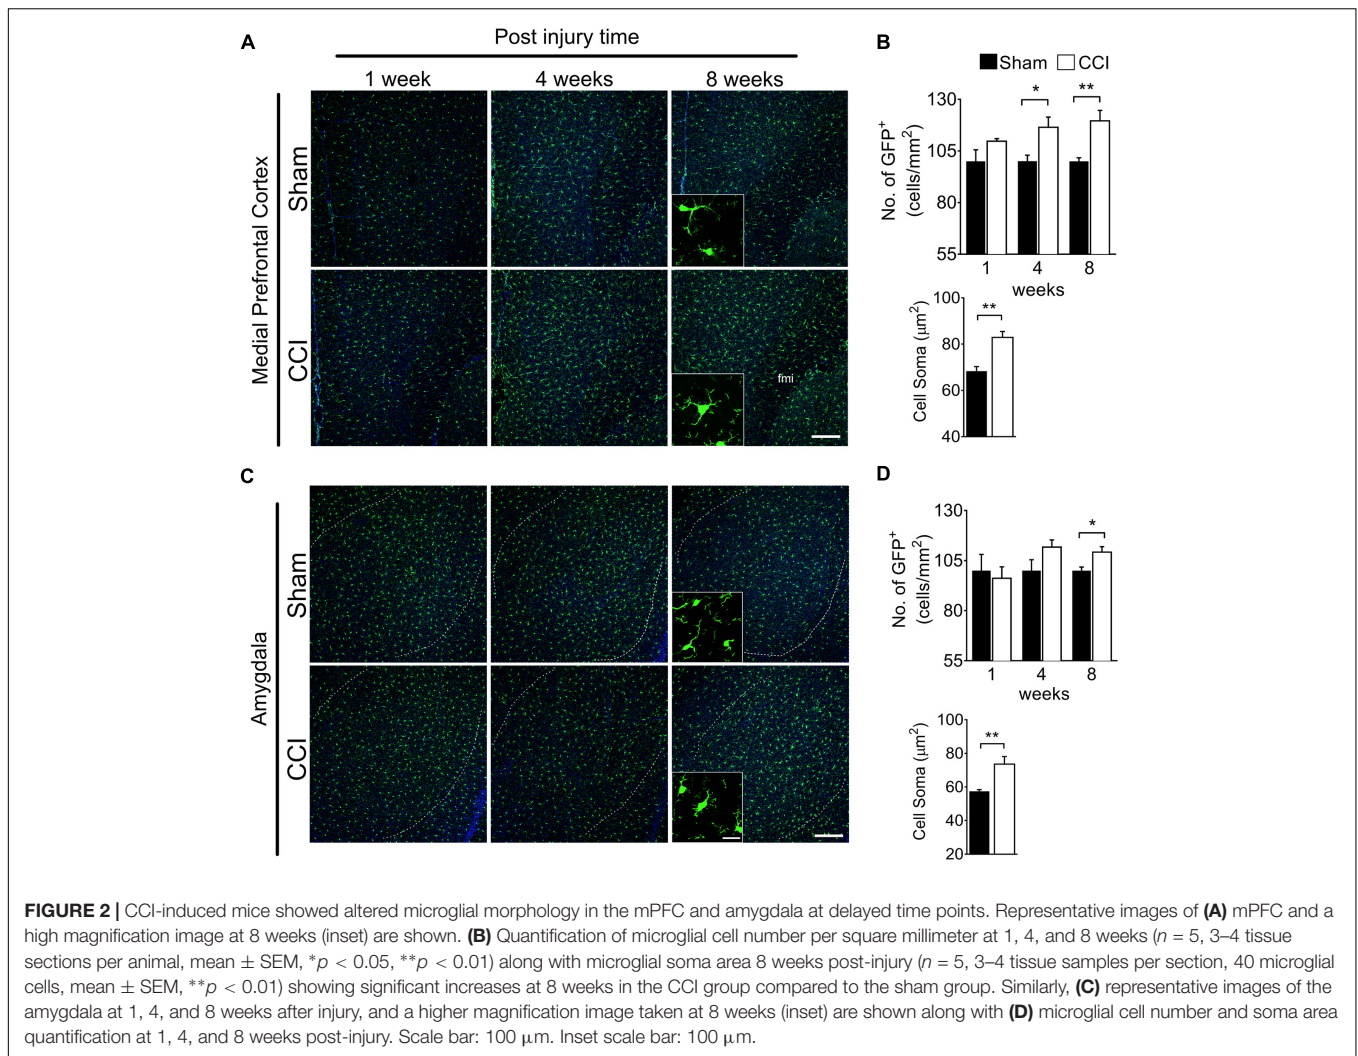 A
Post injury time
1 week 4 weeks 8 weeks
Medial Prefrontal Cortex
Sham
CCI
fmi
B
Sham CCI
No. of GFP+
(cells/mm2)
130
105
80
55
* **
1 4 8
weeks
Cell Soma (μm2)
100
80
60
40
**
C
Amygdala
Sham
CCI
D
No. of GFP+
(cells/mm2)
130
105
80
55
*
1 4 8
weeks
Cell Soma (μm2)
100
80
60
40
20
**
FIGURE 2 | CCI-induced mice showed altered microglial morphology in the mPFC and amygdala at delayed time points. Representative images of (A) mPFC and a
high magnification image at 8 weeks (inset) are shown. (B) Quantification of microglial cell number per square millimeter at 1, 4, and 8 weeks (n = 5, 3–4 tissue
sections per animal, mean ± SEM, *p < 0.05, **p < 0.01) along with microglial soma area 8 weeks post-injury (n = 5, 3–4 tissue samples per section, 40 microglial
cells, mean ± SEM, **p < 0.01) showing significant increases at 8 weeks in the CCI group compared to the sham group. Similarly, (C) representative images of the
amygdala at 1, 4, and 8 weeks after injury, and a higher magnification image taken at 8 weeks (inset) are shown along with (D) microglial cell number and soma area
quantification at 1, 4, and 8 weeks post-injury. Scale bar: 100 μm. Inset scale bar: 100 μm.